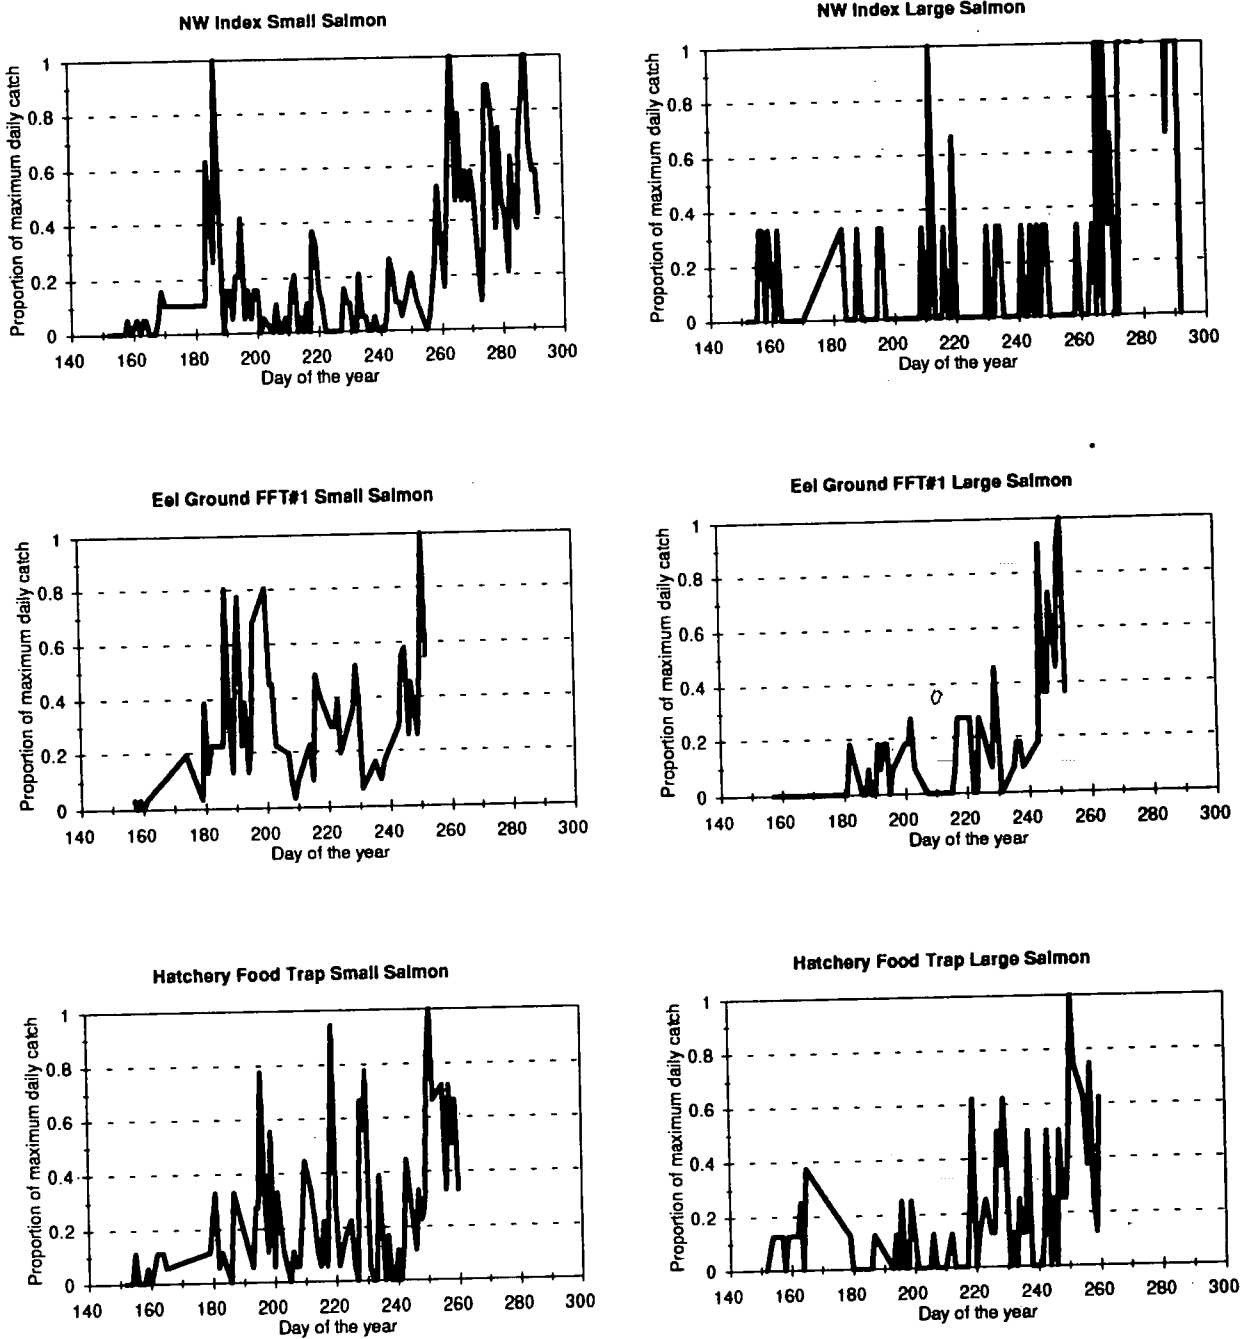 NW Index Small Salmon
Proportion of maximum daily catch
1
0.8
0.6
0.4
0.2
0
140 160 180 200 220 240 260 280 300
Day of the year
NW Index Large Salmon
Proportion of maximum daily catch
1
0.8
0.6
0.4
0.2
0
140 160 180 200 220 240 260 280 300
Day of the year
Eel Ground FFT#1 Small Salmon
Proportion of maximum daily catch
1
0.8
0.6
0.4
0.2
0
140 160 180 200 220 240 260 280 300
Day of the year
Eel Ground FFT#1 Large Salmon
Proportion of maximum daily catch
1
0.8
0.6
0.4
0.2
0
140 160 180 200 220 240 260 280 300
Day of the year
Hatchery Food Trap Small Salmon
Proportion of maximum daily catch
1
0.8
0.6
0.4
0.2
0
140 160 180 200 220 240 260 280 300
Day of the year
Hatchery Food Trap Large Salmon
Proportion of maximum daily catch
1
0.8
0.6
0.4
0.2
0
140 160 180 200 220 240 260 280 300
Day of the year